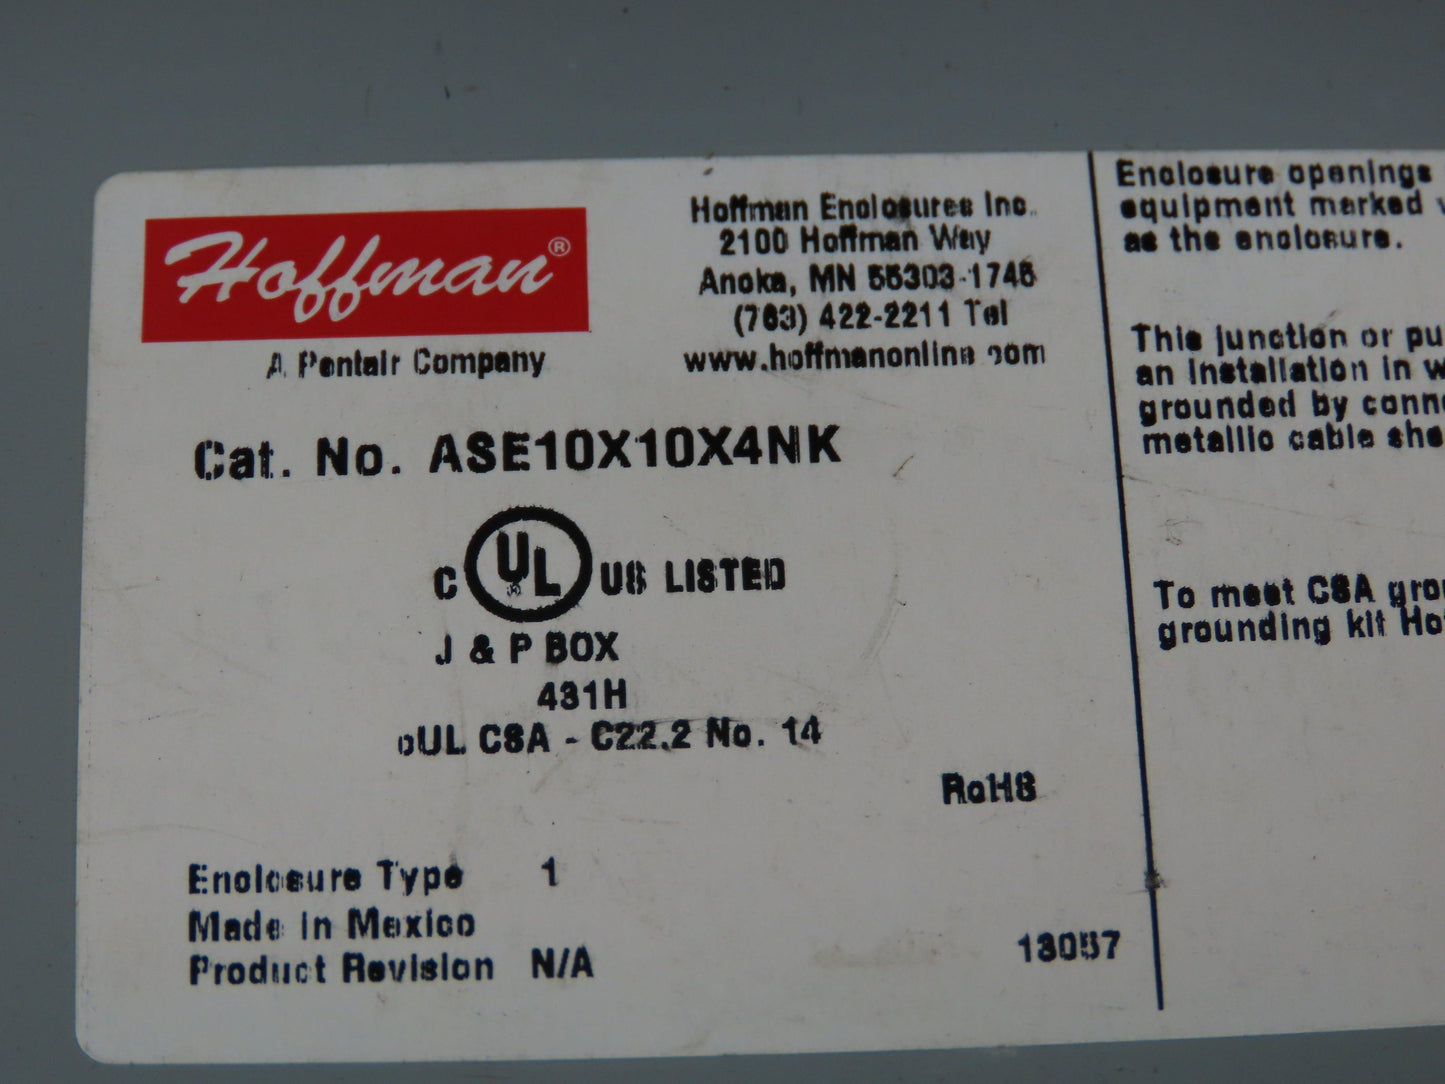 Hoffman®
A Pentair Company
Hoffman Enclosures Inc.
2100 Hoffman Way
Anoka, MN 55303-1745
(763) 422-2211 Tel
www.hoffmanonline.com
Cat. No. ASE10X10X4NK
C UL® US LISTED
J & P BOX
431H
cUL CSA - C22.2 No. 14
RoHS
Enclosure Type 1
Made in Mexico
Product Revision N/A
13057
Enclosure openings
equipment marked
as the enclosure.
This junction or pu
an installation in w
grounded by conne
metallic cable she
To meet CSA grou
grounding kit Ho